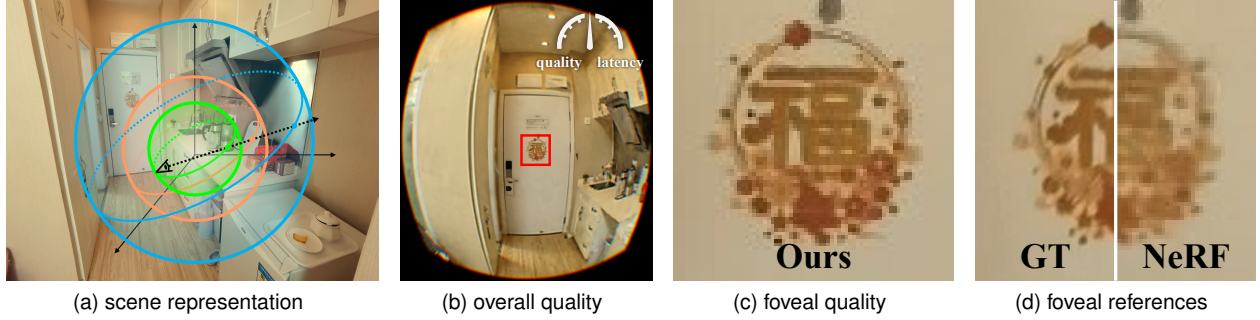 quality latency
福
Ours
福
GT NeRF
(a) scene representation
(b) overall quality
(c) foveal quality
(d) foveal references